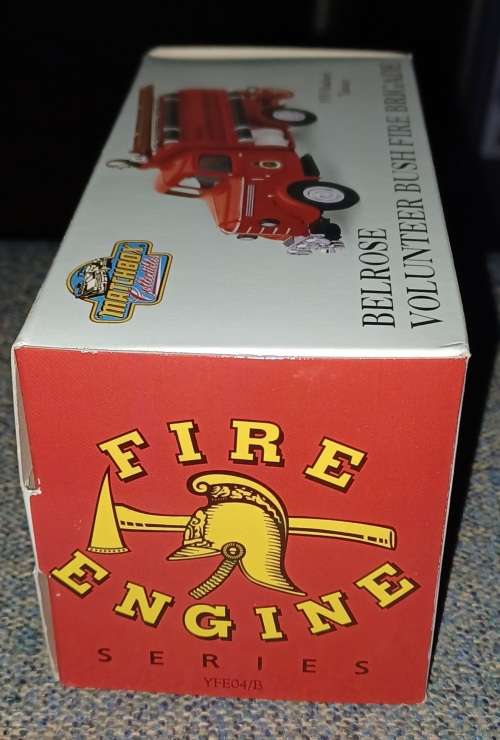 BELROSE
VOLUNTEER BUSH FIRE BRIGADE
MATCHBOX
Collectibles
FIRE
ENGINE
SERIES
YFE04/B